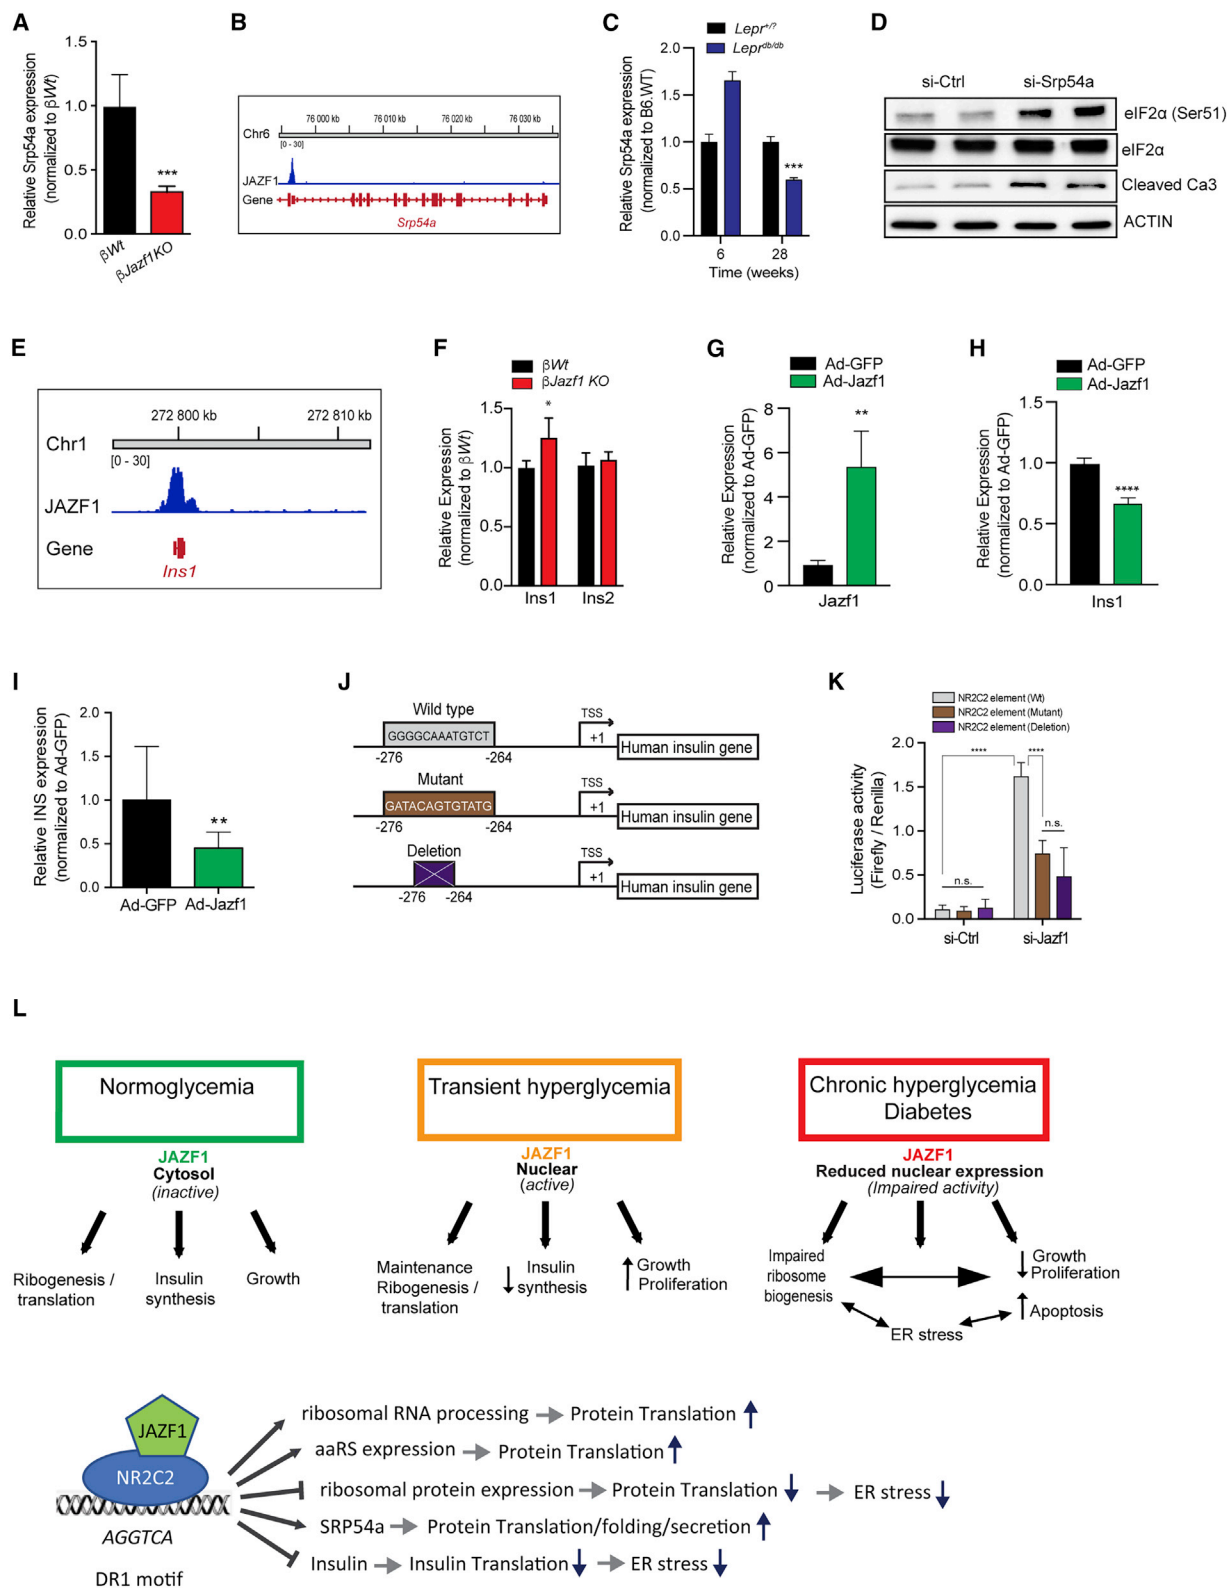 A
Relative Srp54a expression
(normalized to βWt)
1.5
1.0
0.5
0.0
***
βWt
βJazf1KO
B
76 000 kb
76 010 kb
76 020 kb
76 030 kb
Chr6
[0 - 30]
JAZF1
Gene
Srp54a
C
Lepr+/?
Leprdb/db
Relative Srp54a expression
(normalized to B6.WT)
2.0
1.5
1.0
0.5
0.0
***
6
28
Time (weeks)
D
si-Ctrl
si-Srp54a
eIF2α (Ser51)
eIF2α
Cleaved Ca3
ACTIN
E
272 800 kb
272 810 kb
Chr1
[0 - 30]
JAZF1
Gene
Ins1
F
βWt
βJazf1 KO
Relative Expression
(normalized to βWt)
1.5
1.0
0.5
0.0
*
Ins1
Ins2
G
Ad-GFP
Ad-Jazf1
Relative Expression
(normalized to Ad-GFP)
8
6
4
2
0
**
Jazf1
H
Ad-GFP
Ad-Jazf1
Relative Expression
(normalized to Ad-GFP)
1.5
1.0
0.5
0.0
****
Ins1
I
Relative INS expression
(normalized to Ad-GFP)
2.0
1.5
1.0
0.5
0.0
**
Ad-GFP
Ad-Jazf1
J
Wild type
GGGGCAAATGTCT
-276
-264
TSS
+1
Human insulin gene
Mutant
GATACAGTGTATG
-276
-264
TSS
+1
Human insulin gene
Deletion
-276
-264
TSS
+1
Human insulin gene
K
NR2C2 element (Wt)
NR2C2 element (Mutant)
NR2C2 element (Deletion)
Luciferase activity
(Firefly / Renilla)
2.0
1.5
1.0
0.5
0.0
****
****
n.s.
n.s.
si-Ctrl
si-Jazf1
L
Normoglycemia
JAZF1
Cytosol
(inactive)
Ribogenesis /
translation
Insulin
synthesis
Growth
Transient hyperglycemia
JAZF1
Nuclear
(active)
Maintenance
Ribogenesis /
translation
Insulin
synthesis
Growth
Proliferation
Chronic hyperglycemia
Diabetes
JAZF1
Reduced nuclear expression
(Impaired activity)
Impaired
ribosome
biogenesis
Growth
Proliferation
Apoptosis
ER stress
JAZF1
NR2C2
AGGTCA
DR1 motif
ribosomal RNA processing
Protein Translation
aaRS expression
Protein Translation
ribosomal protein expression
Protein Translation
ER stress
SRP54a
Protein Translation/folding/secretion
Insulin
Insulin Translation
ER stress